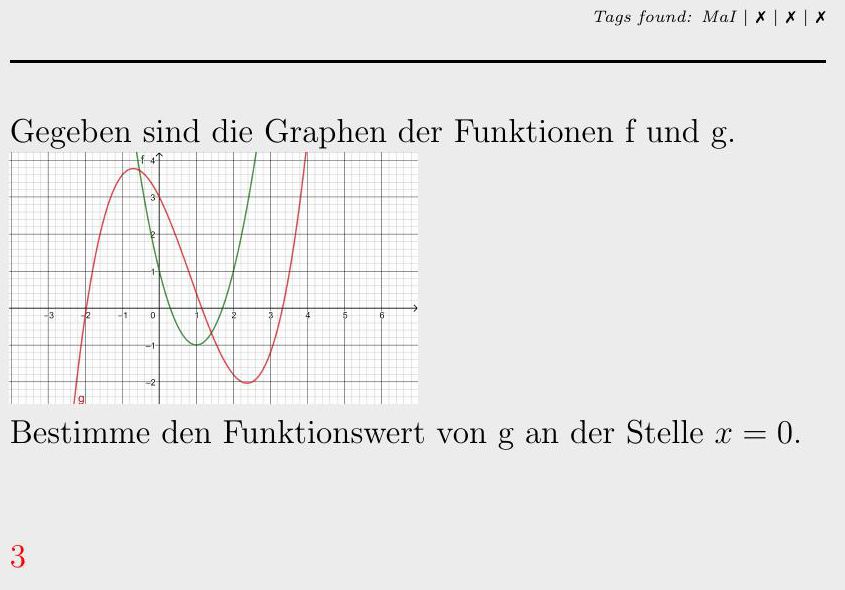 Tags found: MaI | ✗ | ✗ | ✗
Gegeben sind die Graphen der Funktionen f und g.
f 4
3
2
1
-3 -2 -1 0 1 2 3 4 5 6
-1
-2
g
Bestimme den Funktionswert von g an der Stelle x = 0.
3